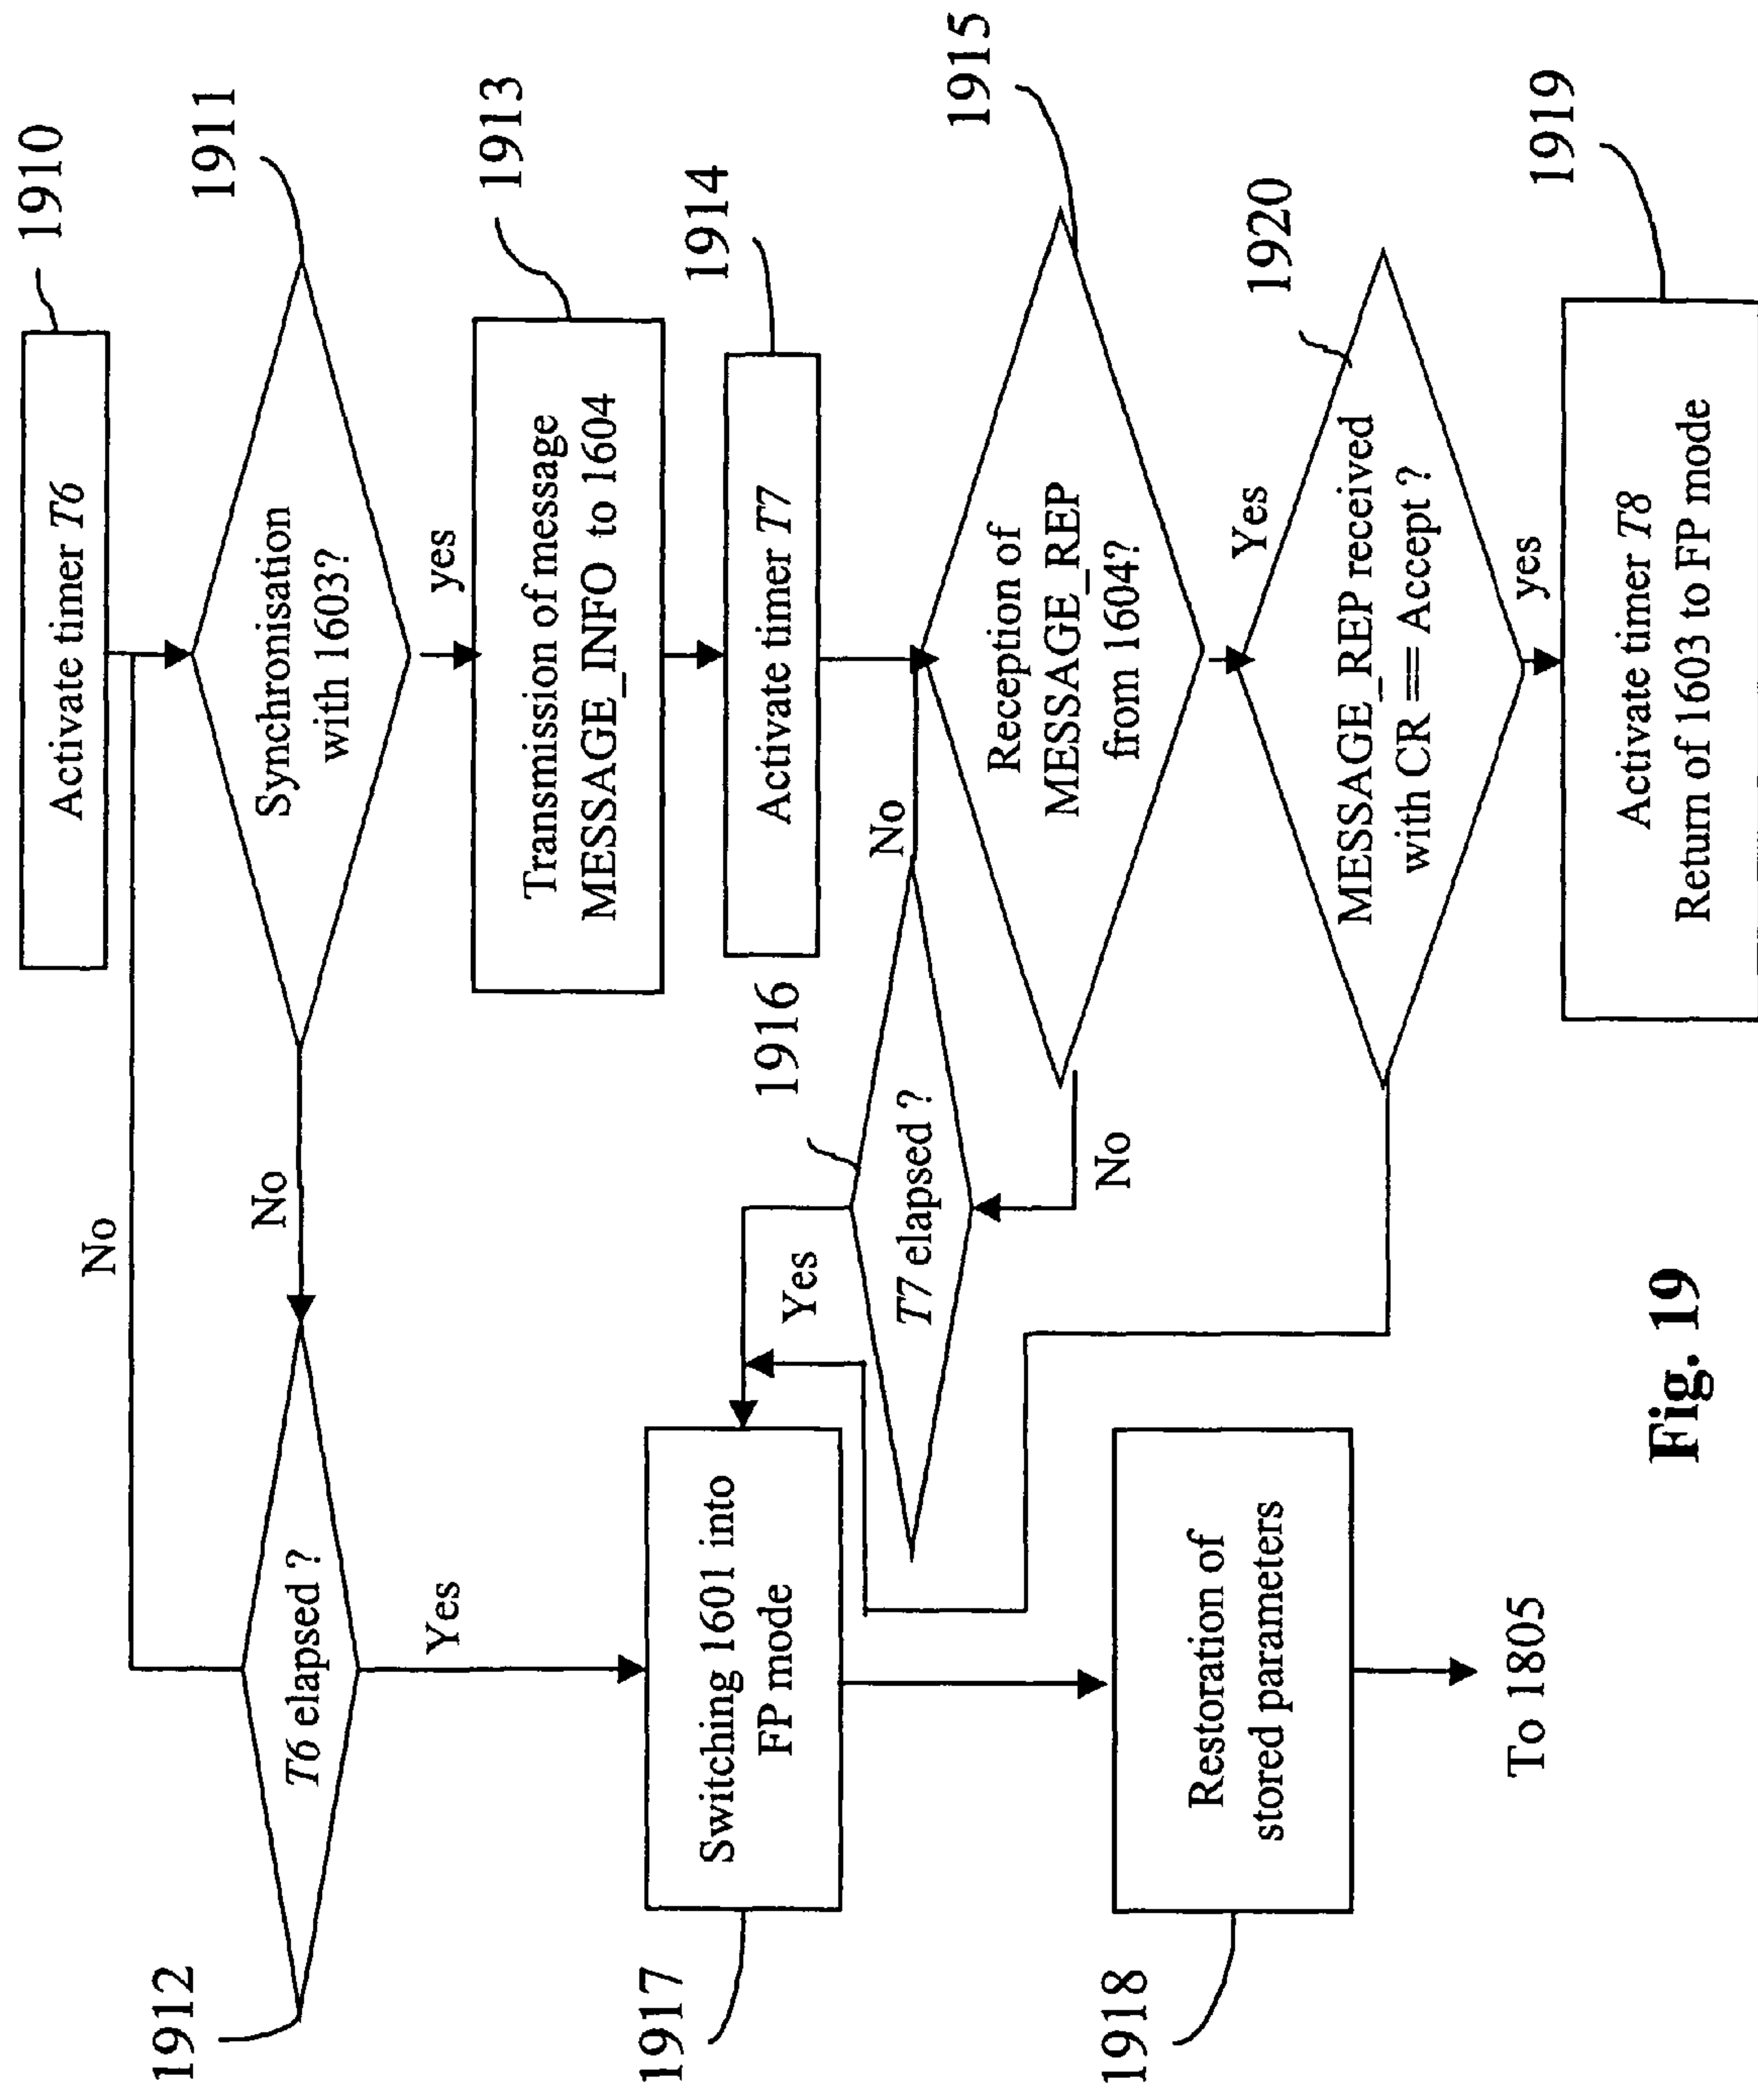 1910
Activate timer T6
1911
Synchronisation
with 1603?
No
No
yes
1912
T6 elapsed ?
Yes
1913
Transmission of message
MESSAGE_INFO to 1604
1914
Activate timer T7
1915
Reception of
MESSAGE_REP
from 1604?
No
No
Yes
1916
T7 elapsed ?
Yes
1917
Switching 1601 into
FP mode
1918
Restoration of
stored parameters
To 1805
1920
MESSAGE_REP received
with CR == Accept ?
yes
1919
Activate timer T8
Return of 1603 to FP mode
Fig. 19